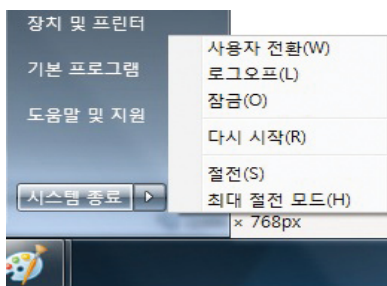 장치 및 프린터
기본 프로그램
도움말 및 지원
시스템 종료
사용자 전환(W)
로그오프(L)
잠금(O)
다시 시작(R)
절전(S)
최대 절전 모드(H)
× 768px